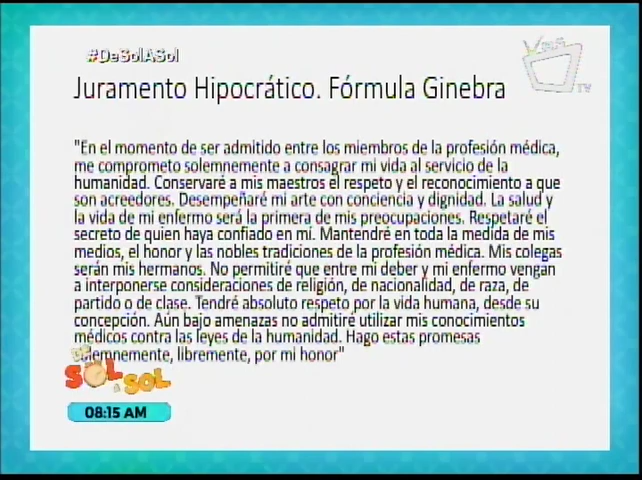 #DeSolASol
Juramento Hipocrático. Fórmula Ginebra
"En el momento de ser admitido entre los miembros de la profesión médica,
me comprometo solemnemente a consagrar mi vida al servicio de la
humanidad. Conservaré a mis maestros el respeto y el reconocimiento a que
son acreedores. Desempeñaré mi arte con conciencia y dignidad. La salud y
la vida de mi enfermo será la primera de mis preocupaciones. Respetaré el
secreto de quien haya confiado en mí. Mantendré en toda la medida de mis
medios, el honor y las nobles tradiciones de la profesión médica. Mis colegas
serán mis hermanos. No permitiré que entre mi deber y mi enfermo vengan
a interponerse consideraciones de religión, de nacionalidad, de raza, de
partido o de clase. Tendré absoluto respeto por la vida humana, desde su
concepción. Aún bajo amenazas no admitiré utilizar mis conocimientos
médicos contra las leyes de la humanidad. Hago estas promesas
solemnemente, libremente, por mi honor"
SOL
a SOL
08:15 AM
TV